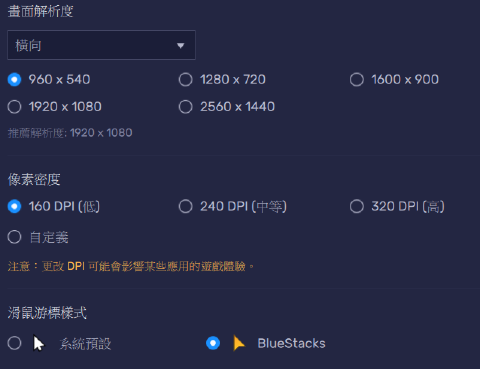 畫面解析度
橫向
960 x 540 1280 x 720 1600 x 900
1920 x 1080 2560 x 1440
推薦解析度: 1920 x 1080
像素密度
160 DPI (低) 240 DPI (中等) 320 DPI (高)
自定義
注意：更改 DPI 可能會影響某些應用的遊戲體驗。
滑鼠游標樣式
系統預設 BlueStacks